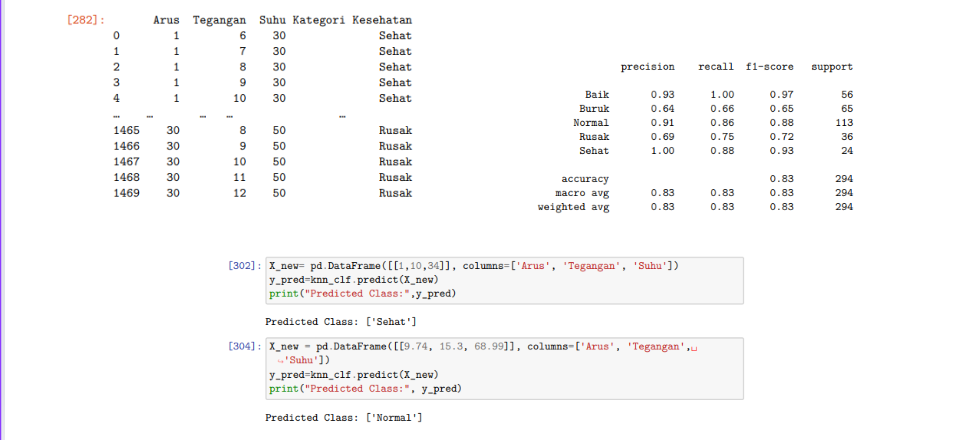 [282]: Arus Tegangan Suhu Kategori Kesehatan
0 1 6 30 Sehat
1 1 7 30 Sehat
2 1 8 30 Sehat
3 1 9 30 Sehat
4 1 10 30 Sehat
… … … … …
1465 30 8 50 Rusak
1466 30 9 50 Rusak
1467 30 10 50 Rusak
1468 30 11 50 Rusak
1469 30 12 50 Rusak
precision recall f1-score support
Baik 0.93 1.00 0.97 56
Buruk 0.64 0.66 0.65 65
Normal 0.91 0.86 0.88 113
Rusak 0.69 0.75 0.72 36
Sehat 1.00 0.88 0.93 24
accuracy 0.83 294
macro avg 0.83 0.83 0.83 294
weighted avg 0.83 0.83 0.83 294
[302]: X_new= pd.DataFrame([[1,10,34]], columns=['Arus', 'Tegangan', 'Suhu'])
y_pred=knn_clf.predict(X_new)
print("Predicted Class:",y_pred)
Predicted Class: ['Sehat']
[304]: X_new = pd.DataFrame([[9.74, 15.3, 68.99]], columns=['Arus', 'Tegangan',␣
↪'Suhu'])
y_pred=knn_clf.predict(X_new)
print("Predicted Class:", y_pred)
Predicted Class: ['Normal']